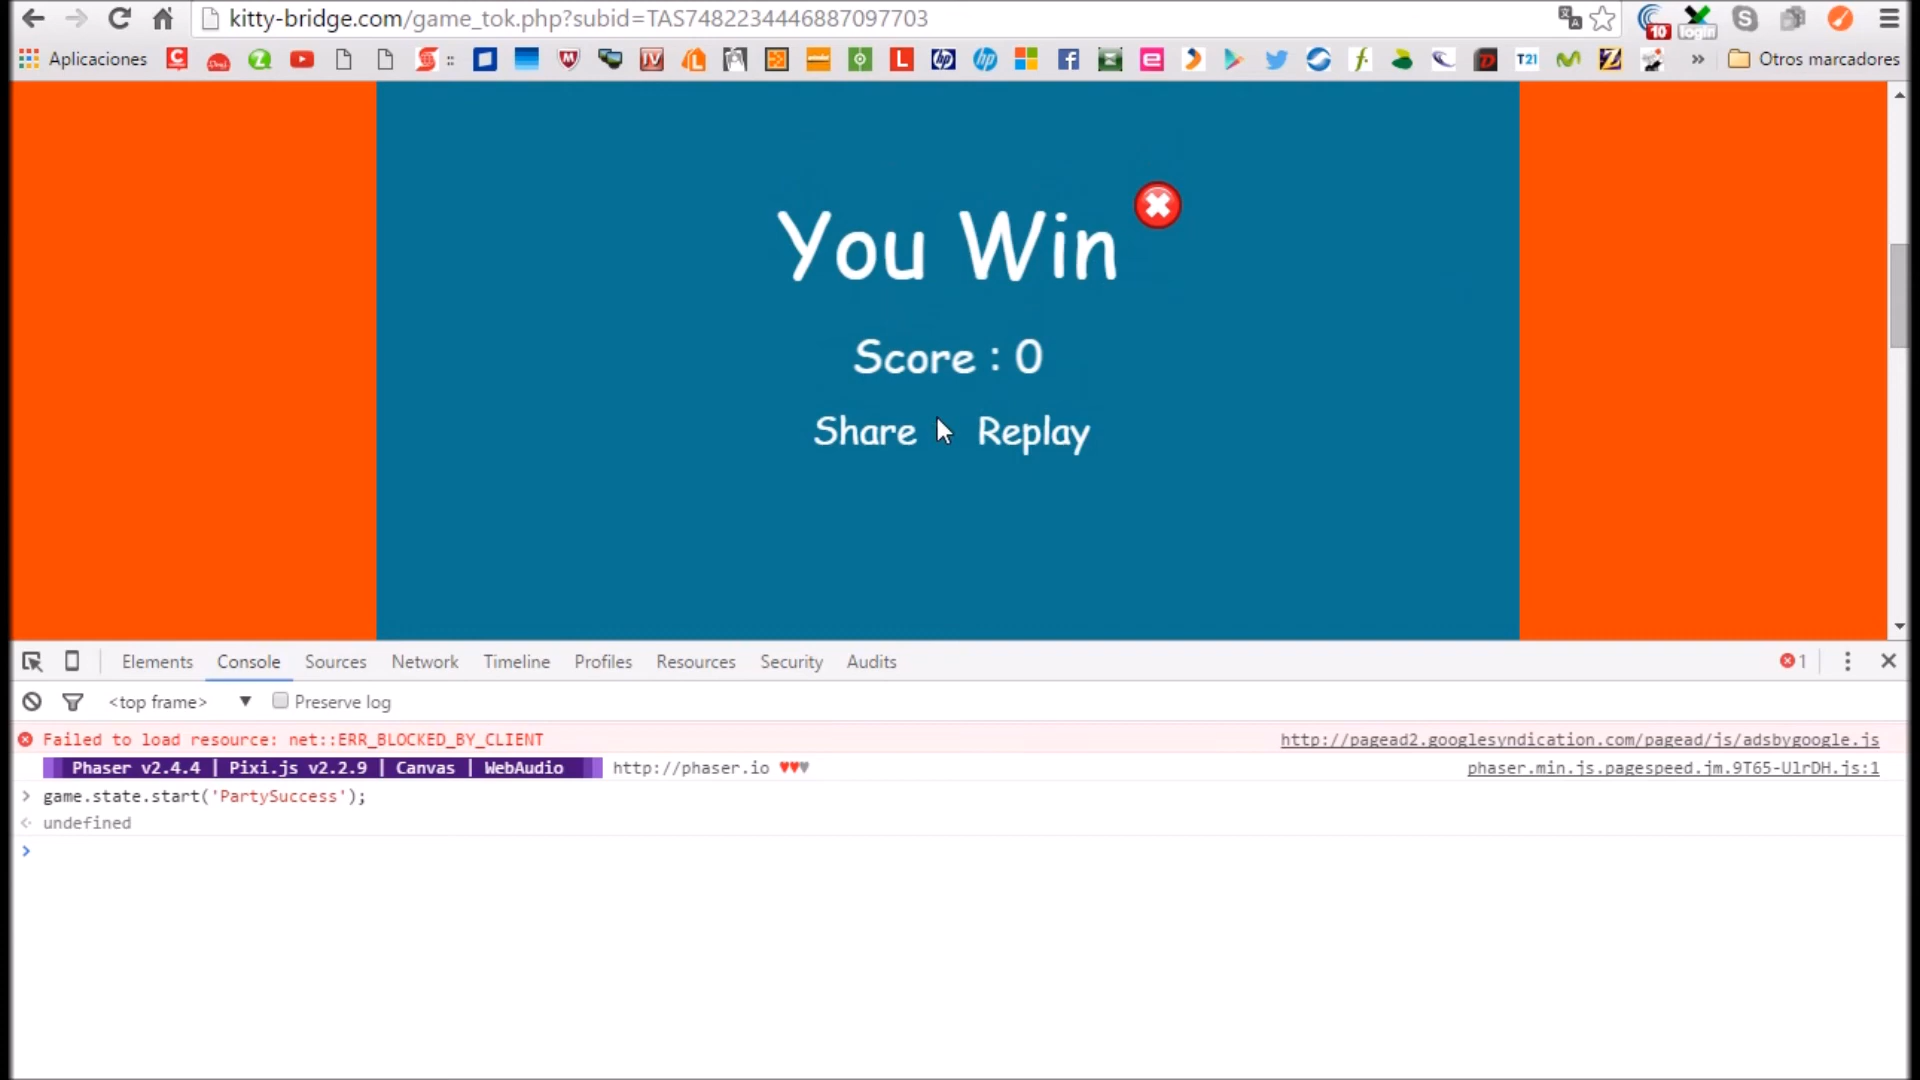 kitty-bridge.com/game_tok.php?subid=TAS7482234446887097703
10
login
Aplicaciones
T21
Otros marcadores
You Win
Score : 0
Share Replay
Elements Console Sources Network Timeline Profiles Resources Security Audits
1
<top frame> Preserve log
Failed to load resource: net::ERR_BLOCKED_BY_CLIENT http://pagead2.googlesyndication.com/pagead/js/adsbygoogle.js
Phaser v2.4.4 | Pixi.js v2.2.9 | Canvas | WebAudio http://phaser.io ♥♥♥ phaser.min.js.pagespeed.jm.9T65-UlrDH.js:1
> game.state.start('PartySuccess');
undefined
>